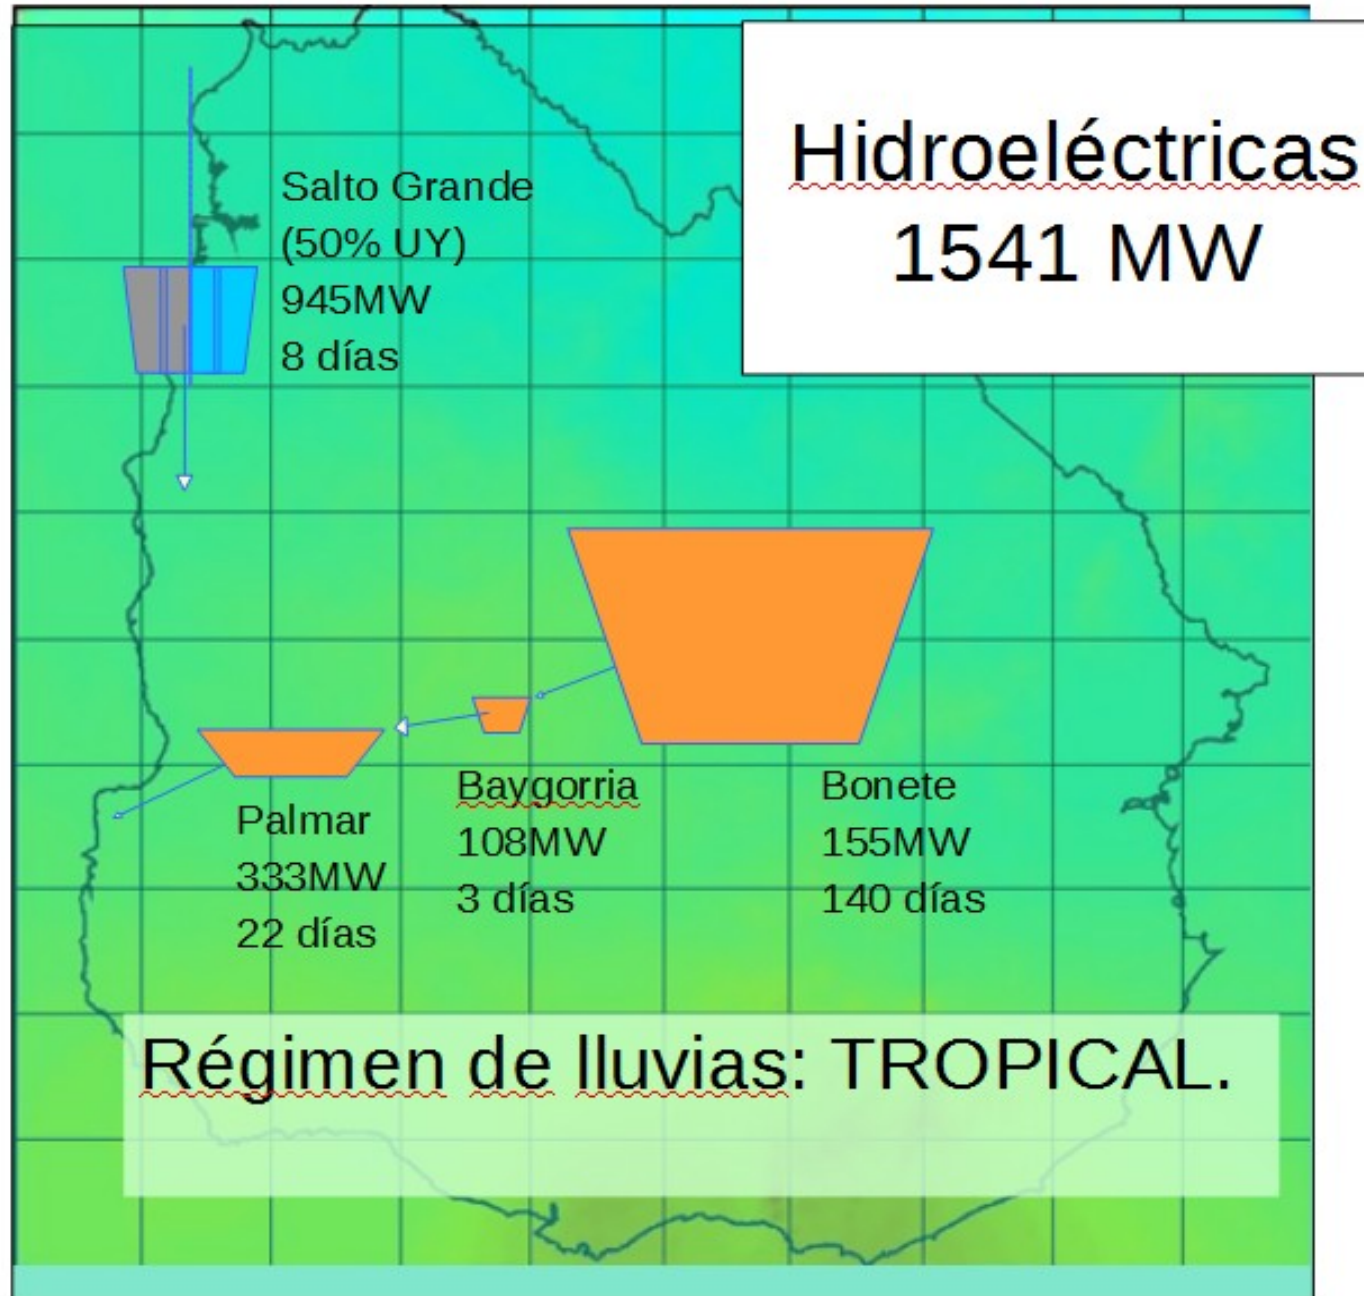 Hidroeléctricas
1541 MW
Salto Grande
(50% UY)
945MW
8 días
Palmar
333MW
22 días
Baygorria
108MW
3 días
Bonete
155MW
140 días
Régimen de lluvias: TROPICAL.